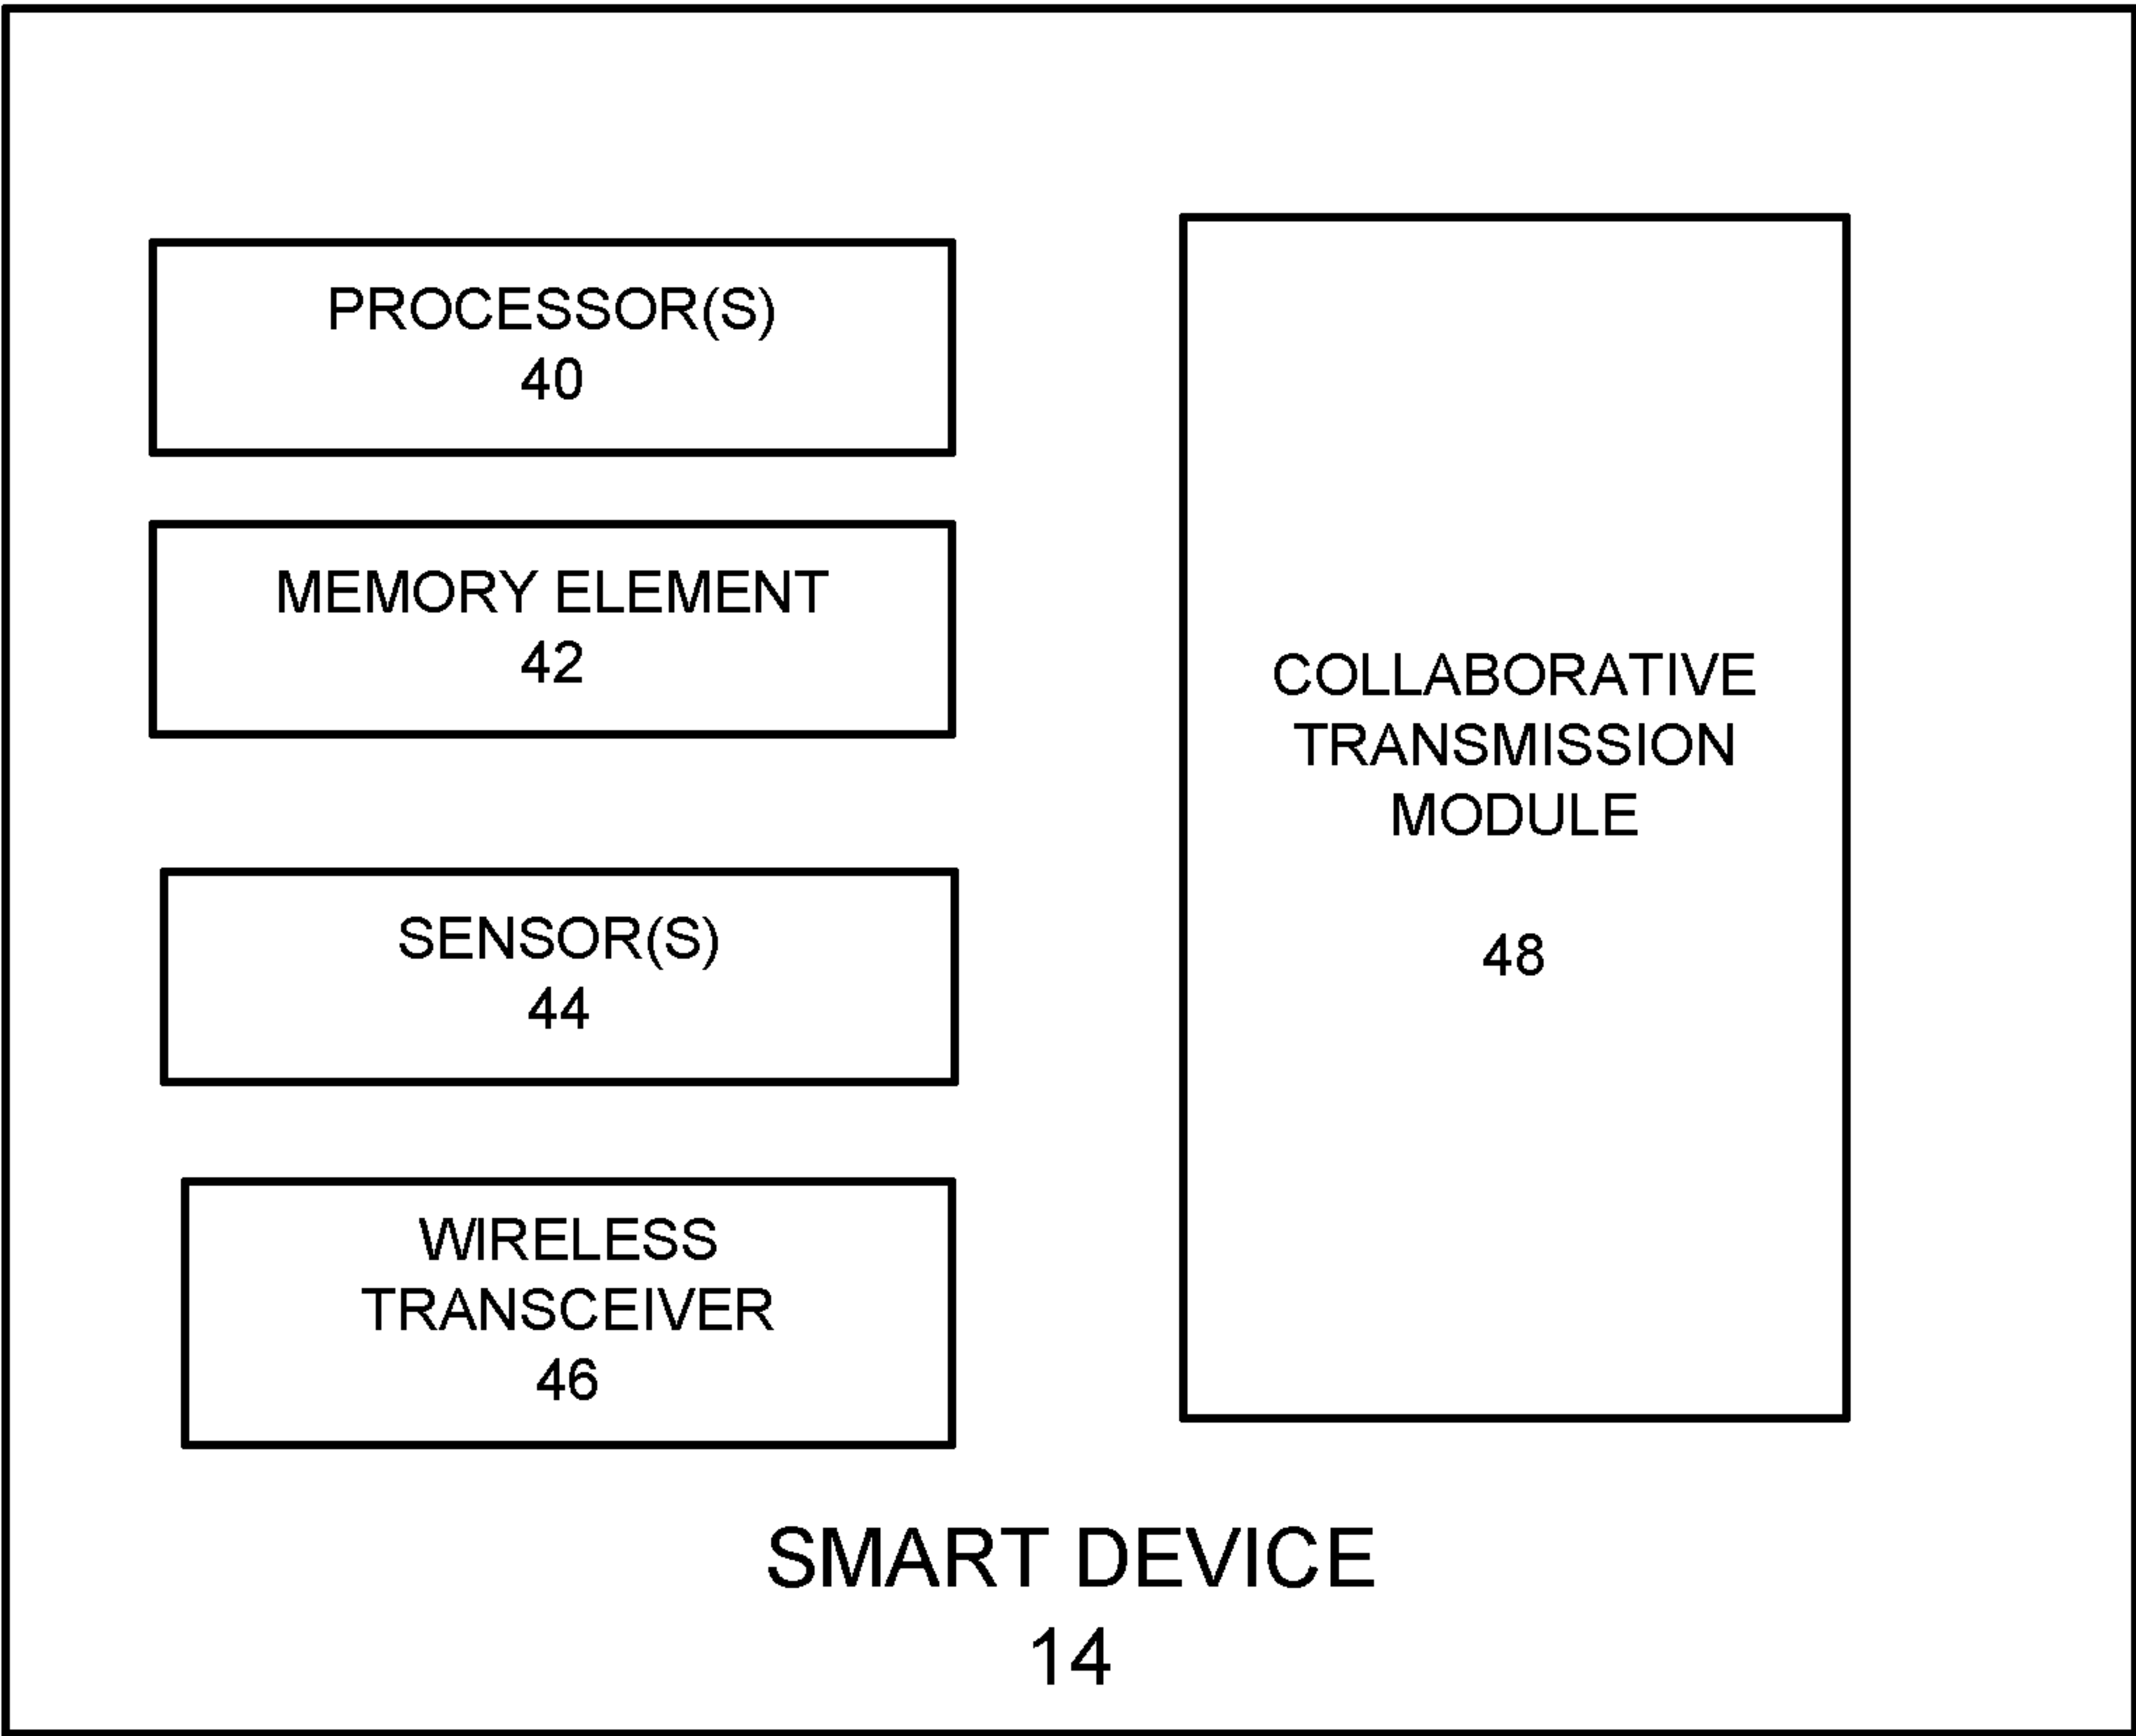 PROCESSOR(S)
40
MEMORY ELEMENT
42
SENSOR(S)
44
WIRELESS
TRANSCEIVER
46
COLLABORATIVE
TRANSMISSION
MODULE
48
SMART DEVICE
14